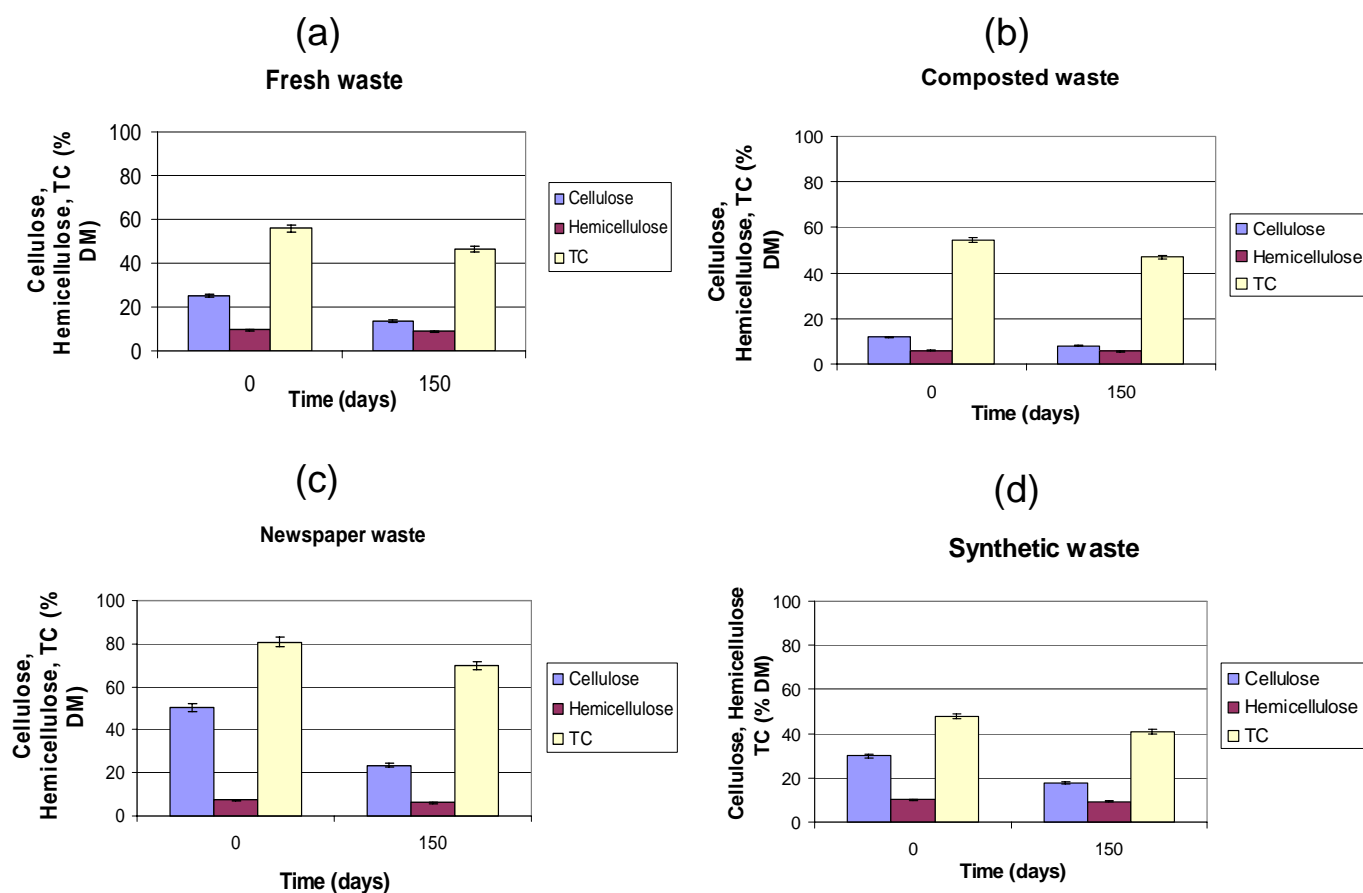 (a)
Fresh waste
Cellulose,
Hemicellulose, TC (%
DM)
100
80
60
40
20
0
0
150
Time (days)
Cellulose
Hemicellulose
TC
(b)
Composted waste
Cellulose,
Hemicellulose, TC (%
DM)
100
80
60
40
20
0
0
150
Time (days)
Cellulose
Hemicellulose
TC
(c)
Newspaper waste
Cellulose,
Hemicellulose, TC (%
DM)
100
80
60
40
20
0
0
150
Time (days)
Cellulose
Hemicellulose
TC
(d)
Synthetic waste
Cellulose, Hemicellulose
TC (% DM)
100
80
60
40
20
0
0
150
Time (days)
Cellulose
Hemicellulose
TC